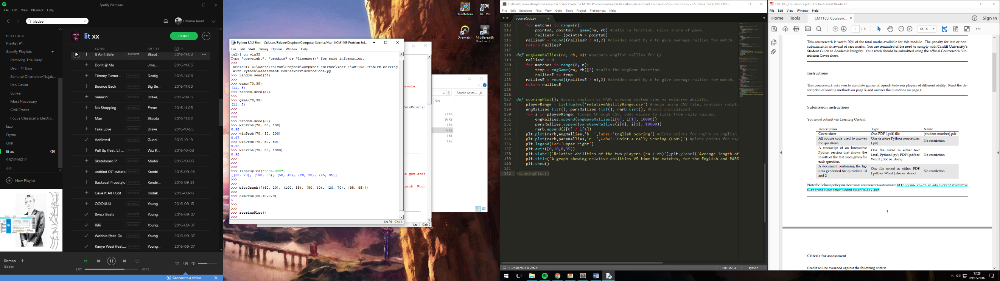 Spotify Premium
File Edit View Playback Help
bladee
Charlie Read
PLAYLISTS
Playlist #1
Spotify Playlists
Remixing The Deep
Drum N' Bass
Samurai Champloo/Nujab...
Rap Caviar
Bunker
Most Necessary
Chill Tracks
Focus Classical & Electro...
laze
Dyme
chill
lit xx
9871298312
oldi
New Playlist
lit xx
PAUSE
SONG ARTIST
It Ain't Safe EXPLICIT Skept... 2016-11-03
Don't @ Me Jme, ... 2016-11-03
Tiimmy Turner - ... EXPLICIT Desiig... 2016-11-03
Bounce Back EXPLICIT Big Se... 2016-11-03
Sneakin' EXPLICIT Drake,... 2016-11-03
No Shopping EXPLICIT Frenc... 2016-11-03
Man EXPLICIT Skepta 2016-11-02
Fake Love EXPLICIT Drake 2016-10-25
Addicted EXPLICIT Gucci... 2016-10-19
Pull Up (feat. Lil ... EXPLICIT Wiz K... 2016-10-03
Skateboard P EXPLICIT Madei... 2016-10-03
untitled 07 levitate EXPLICIT Kendri... 2016-09-28
Backseat Freestyle EXPLICIT Kendri... 2016-09-21
Gave It All I Got EXPLICIT Kodak... 2016-09-13
OOOUUU EXPLICIT Young... 2016-09-13
Swizz Beatz EXPLICIT Young... 2016-09-07
RiRi EXPLICIT Young... 2016-09-07
Webbie (feat. Du... EXPLICIT Young... 2016-09-07
Kanye West (feat... EXPLICIT Young... 2016-09-07
Romeo
Bladee
2:07 -0:43
Connect to a device
Hearthstone DOOM
Overwatch Middle-earth
Shadow of ...
Python 3.5.2 Shell - C:/Users/Falvon/Dropbox/Computer Science/Year 1/CM1103 Problem Sol...
File Edit Shell Debug Options Window Help
tel)] on win32
Type "copyright", "credits" or "license()" for more information.
>>>
RESTART: C:\Users\Falvon\Dropbox\Computer Science\Year 1\CM1103 Problem Solving
With Python\Assessment Coursework\sourceCode.py
>>> random.seed(57)
>>>
>>> game(70,30)
(11, 5)
>>> random.seed(57)
>>>
>>> game(70,30)
(11, 5)
>>>
>>>
>>>
>>> random.seed(57)
>>> winProb(70, 30, 100)
0.98
>>> winProb(70, 30, 200)
0.97
>>> winProb(70, 30, 80)
0.96
>>> winProb(70, 30, 1000)
0.98
>>>
>>>
>>>
>>> listTuples("test.csv")
[(60, 20), (100, 55), (50, 40), (20, 70), (95, 85)]
>>>
>>>
>>> plotGraph([(60, 20), (100, 55), (50, 40), (20, 70), (95, 85)])
>>>
>>> simProb(60,40,0.9)
5
>>>
>>>
>>> scoringPlot()
>>>
Ln: 39 Col: 4
ormula.
winPoint):
to get scro
prob. Roun
Ln: 1 Col: 0
Search Asses...
Size
71 KB
96 KB
1 KB
6 KB
1 KB
1 KB
C:\Users\Falvon\Dropbox\Computer Science\Year 1\CM1103 Problem Solving With Python\Assessment Coursework\sourceCode.py • - Sublime Text (UNREGIST...
File Edit Selection Find View Goto Tools Project Preferences Help
sourceCode.py
112 for matches in range(n):
113 pointsA, pointsB = game(ra, rb) #calls 1a function. Calcs score of game.
114 ralliesP += (pointsA + pointsB)
115 ralliesP = round((ralliesP / n),2) #divides count by n to give average rallies for match.
116 return ralliesP
117
118 def engGameRallies(ra, rb, n): #outputs english rallies for Q2.
119 ralliesE = 0
120 for matches in range(0, n):
121 temp = engGame(ra, rb)[2] #calls the engGame function.
122 ralliesE += temp
123 ralliesE = round((ralliesE / n),2) #divides count by n to give average rallies for match.
124 return ralliesE
125
126
127 def scoringPlot(): #plots English vs PARS scroing system time vs relative ability.
128 playerRange = listTuples('relativeAbilityRange.csv') #range using CSV file, contains relati
129 engRallies=list(); parsRallies=list(); rarb=list(); #Lists initialized.
130 for i in playerRange: #loops through CSV, adds values to lists from rally values.
131 engRallies.append(engGameRallies(i[0], i[1], 10000))
132 parsRallies.append(parsGameRallies(i[0], i[1], 10000))
133 rarb.append(i[0] / i[1])
134 plt.plot(rarb,engRallies,'b--',label='English Scoring') #plots points for ra/rb VS English
135 plt.plot(rarb,parsRallies,'r--',label='Point-a-rally Scoring (PARS)') #plots points for ra/
136 plt.legend(loc='upper right')
137 plt.axis([0,10,0,35])
138 plt.xlabel('Relative abilities of the two players (ra / rb)');plt.ylabel('Average length of
139 plt.title('A graph showing relative abilities VS time for matches, for the English and PARS
140 plt.show()
141
142 #scoringPlot()
13 characters selected
Tab Size: 4 Python
CM1103_Coursework.pdf - Adobe Acrobat Reader DC
File Edit View Window Help
Home Tools CM1103_Coursew... × Sign In
1 / 5 86.1%
This coursework is worth 20% of the total marks available for this module. The penalty for late or non-
submission is an award of zero marks. You are reminded of the need to comply with Cardiff University's
Student Guide to Academic Integrity. Your work should be submitted using the official Coursework Sub-
mission Cover sheet.
Instructions
This coursework asks you to simulate games of squash between players of different ability. Read the de-
scription of scoring methods on page 3, and answer the questions on page 4.
Submission instructions
You must submit via Learning Central:
Description Type Name
Cover sheet One PDF (.pdf) file [student number].pdf
All source code used to answer the questions One or more Python source files (.py) No restriction
A transcript of an interactive Python session that shows the results of the test cases given for each question. One file saved as either text (.txt), Python (.py), PDF (.pdf) or Word (.doc or .docx) No restriction
A document containing the fig-ures generated for questions 1d and 2 One file saved as either PDF (.pdf) or Word (.doc or .docx) No restriction
Note the School policy on electronic coursework submission http://www.cs.cf.ac.uk/currentstudents/
ElectronicCourseworkSubmissionPolicy.pdf.
1
Criteria for assessment
Credit will be awarded against the following criteria
17:28
09/12/2016